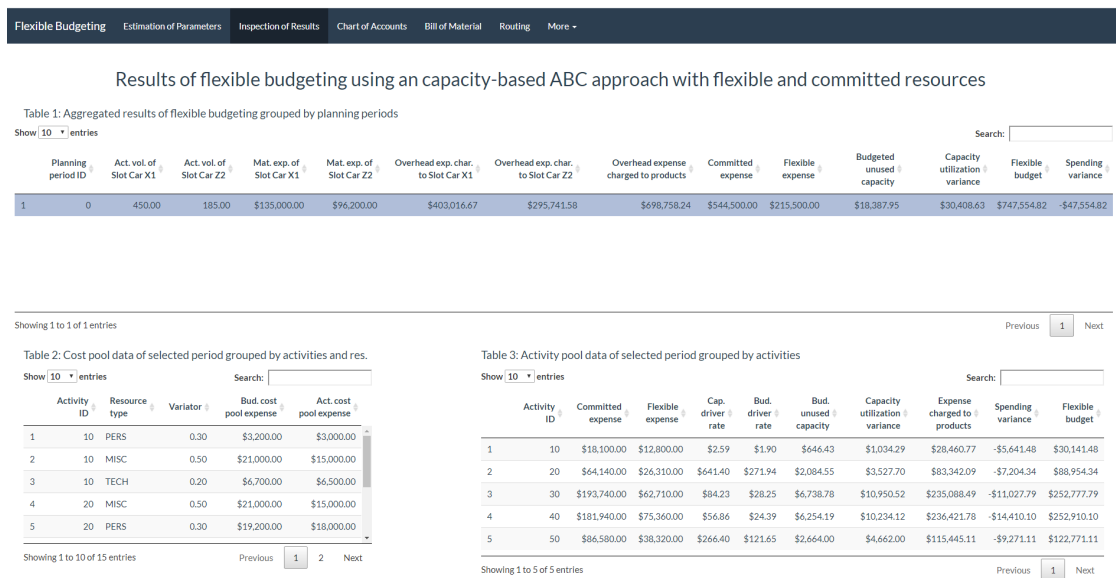 Flexible Budgeting Estimation of Parameters Inspection of Results Chart of Accounts Bill of Material Routing More
Results of flexible budgeting using an capacity-based ABC approach with flexible and committed resources
Table 1: Aggregated results of flexible budgeting grouped by planning periods
Show 10 entries Search:
Planning period ID Act. vol. of Slot Car X1 Act. vol. of Slot Car Z2 Mat. exp. of Slot Car X1 Mat. exp. of Slot Car Z2 Overhead exp. char. to Slot Car X1 Overhead exp. char. to Slot Car Z2 Overhead expense charged to products Committed expense Flexible expense Budgeted unused capacity Capacity utilization variance Flexible budget Spending variance
1 0 450.00 185.00 $135,000.00 $96,200.00 $403,016.67 $295,741.58 $698,758.24 $544,500.00 $215,500.00 $18,387.95 $30,408.63 $747,554.82 -$47,554.82
Showing 1 to 1 of 1 entries Previous 1 Next
Table 2: Cost pool data of selected period grouped by activities and res.
Show 10 entries Search:
Activity ID Resource type Variator Bud. cost pool expense Act. cost pool expense
1 10 PERS 0.30 $3,200.00 $3,000.00
2 10 MISC 0.50 $21,000.00 $15,000.00
3 10 TECH 0.20 $6,700.00 $6,500.00
4 20 MISC 0.50 $21,000.00 $15,000.00
5 20 PERS 0.30 $19,200.00 $18,000.00
Showing 1 to 10 of 15 entries Previous 1 2 Next
Table 3: Activity pool data of selected period grouped by activities
Show 10 entries Search:
Activity ID Committed expense Flexible expense Cap. driver rate Bud. driver rate Bud. unused capacity Capacity utilization variance Expense charged to products Spending variance Flexible budget
1 10 $18,100.00 $12,800.00 $2.59 $1.90 $646.43 $1,034.29 $28,460.77 -$5,641.48 $30,141.48
2 20 $64,140.00 $26,310.00 $641.40 $271.94 $2,084.55 $3,527.70 $83,342.09 -$7,204.34 $88,954.34
3 30 $193,740.00 $62,710.00 $84.23 $28.25 $6,738.78 $10,950.52 $235,088.49 -$11,027.79 $252,777.79
4 40 $181,940.00 $75,360.00 $56.86 $24.39 $6,254.19 $10,234.12 $236,421.78 -$14,410.10 $252,910.10
5 50 $86,580.00 $38,320.00 $266.40 $121.65 $2,664.00 $4,662.00 $115,445.11 -$9,271.11 $122,771.11
Showing 1 to 5 of 5 entries Previous 1 Next